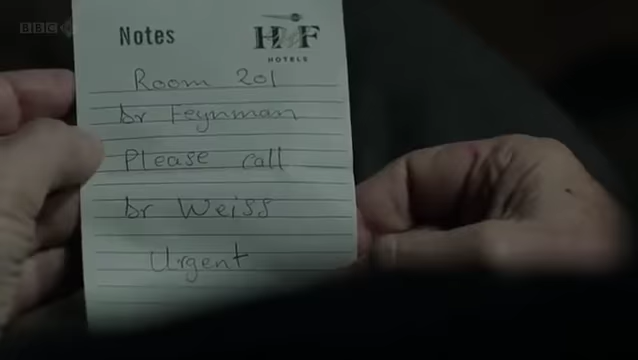 BBC
Notes
H&F
HOTELS
Room 201
Dr Feynman
Please call
Dr Weiss
Urgent